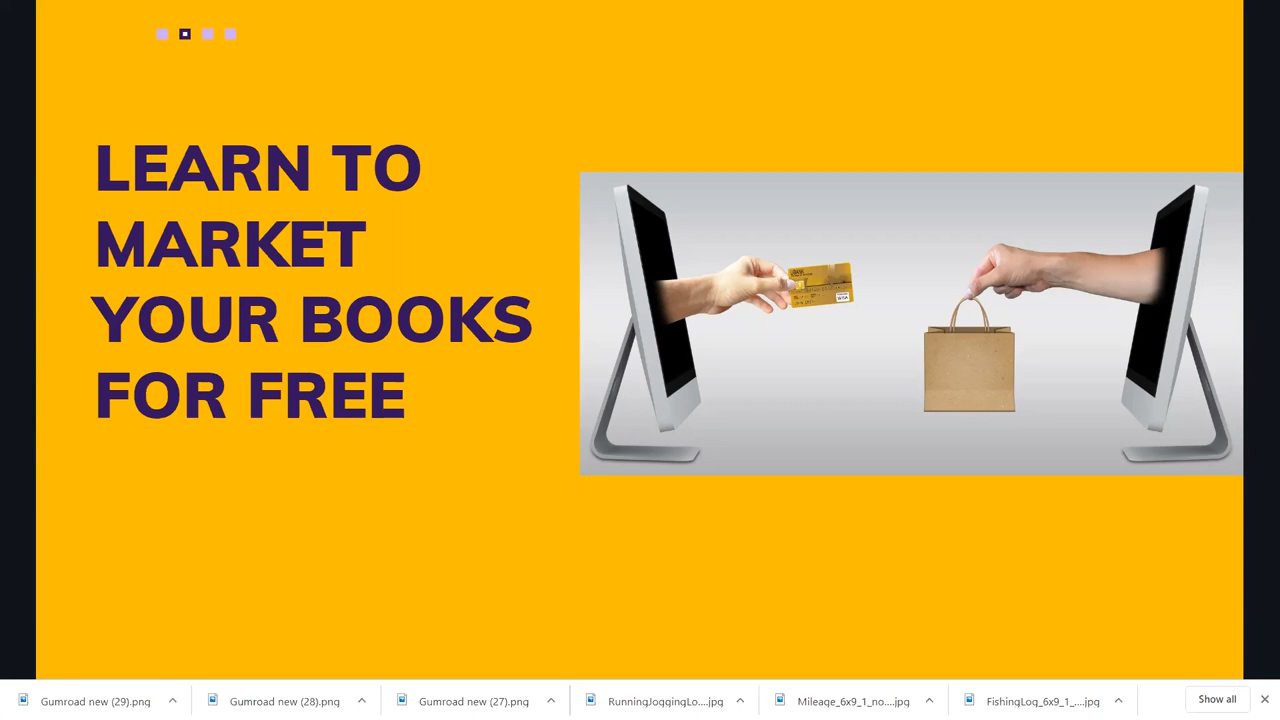 LEARN TO
MARKET
YOUR BOOKS
FOR FREE
VISA
Gumroad new (29).png
Gumroad new (28).png
Gumroad new (27).png
RunningJoggingLo....jpg
Mileage_6x9_1_no....jpg
FishingLog_6x9_1_....jpg
Show all